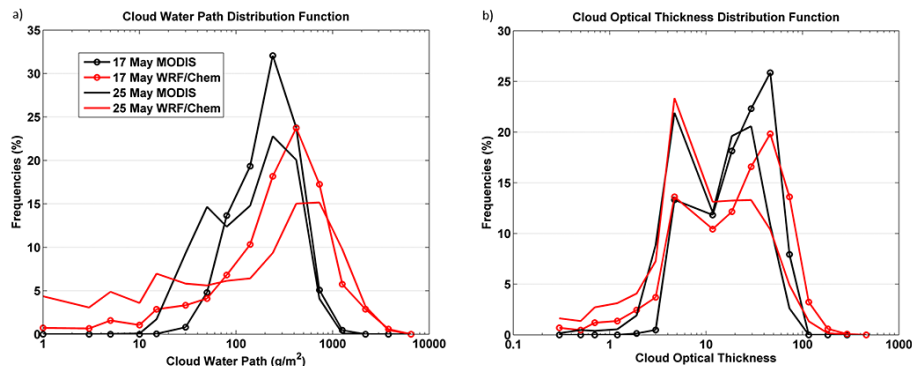 a)
Cloud Water Path Distribution Function
35
30
25
20
15
10
5
0
Frequencies (%)
17 May MODIS
17 May WRF/Chem
25 May MODIS
25 May WRF/Chem
1
10
100
1000
10000
Cloud Water Path (g/m²)
b)
Cloud Optical Thickness Distribution Function
30
25
20
15
10
5
0
Frequencies (%)
0.1
1
10
100
1000
Cloud Optical Thickness